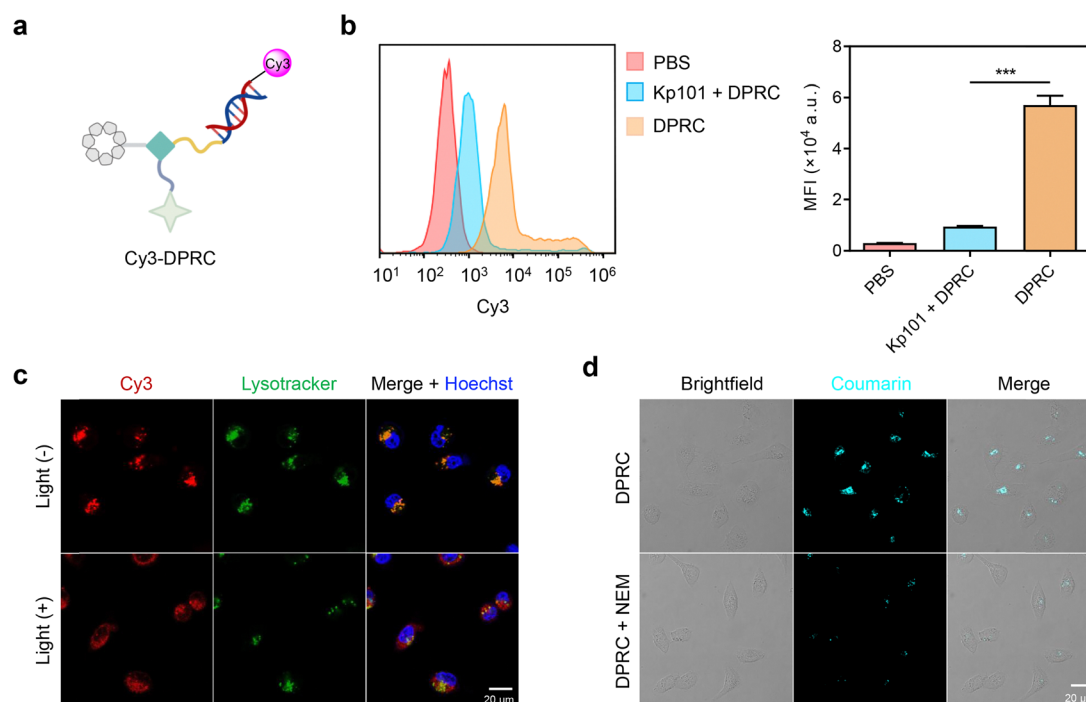 a
Cy3
Cy3-DPRC
b
PBS
Kp101 + DPRC
DPRC
10¹ 10² 10³ 10⁴ 10⁵ 10⁶
Cy3
MFI (×10⁴ a.u.)
8
6
4
2
0
***
PBS
Kp101 + DPRC
DPRC
c
Cy3 Lysotracker Merge + Hoechst
Light (-)
Light (+)
20 μm
d
Brightfield Coumarin Merge
DPRC
DPRC + NEM